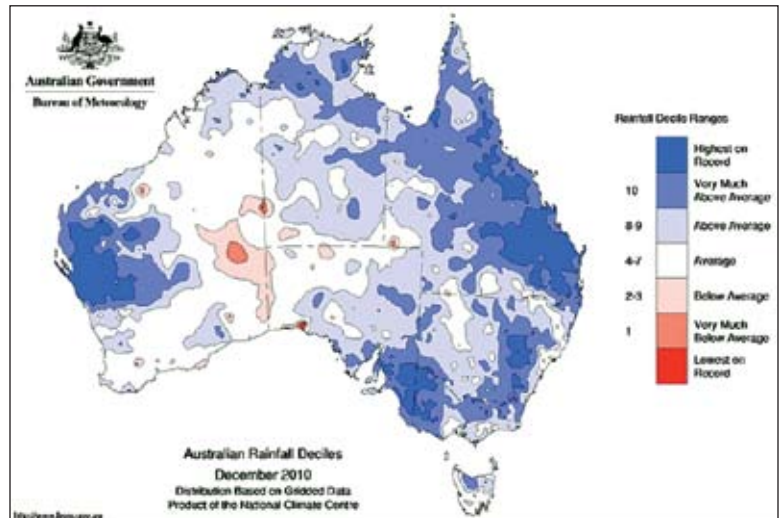 Australian Government
Bureau of Meteorology
Rainfall Decile Ranges
Highest on
Record
10
Very Much
Above Average
8-9
Above Average
4-7
Average
2-3
Below Average
1
Very Much
Below Average
Lowest on
Record
Australian Rainfall Deciles
December 2010
Distribution Based on Gridded Data
Product of the National Climate Centre